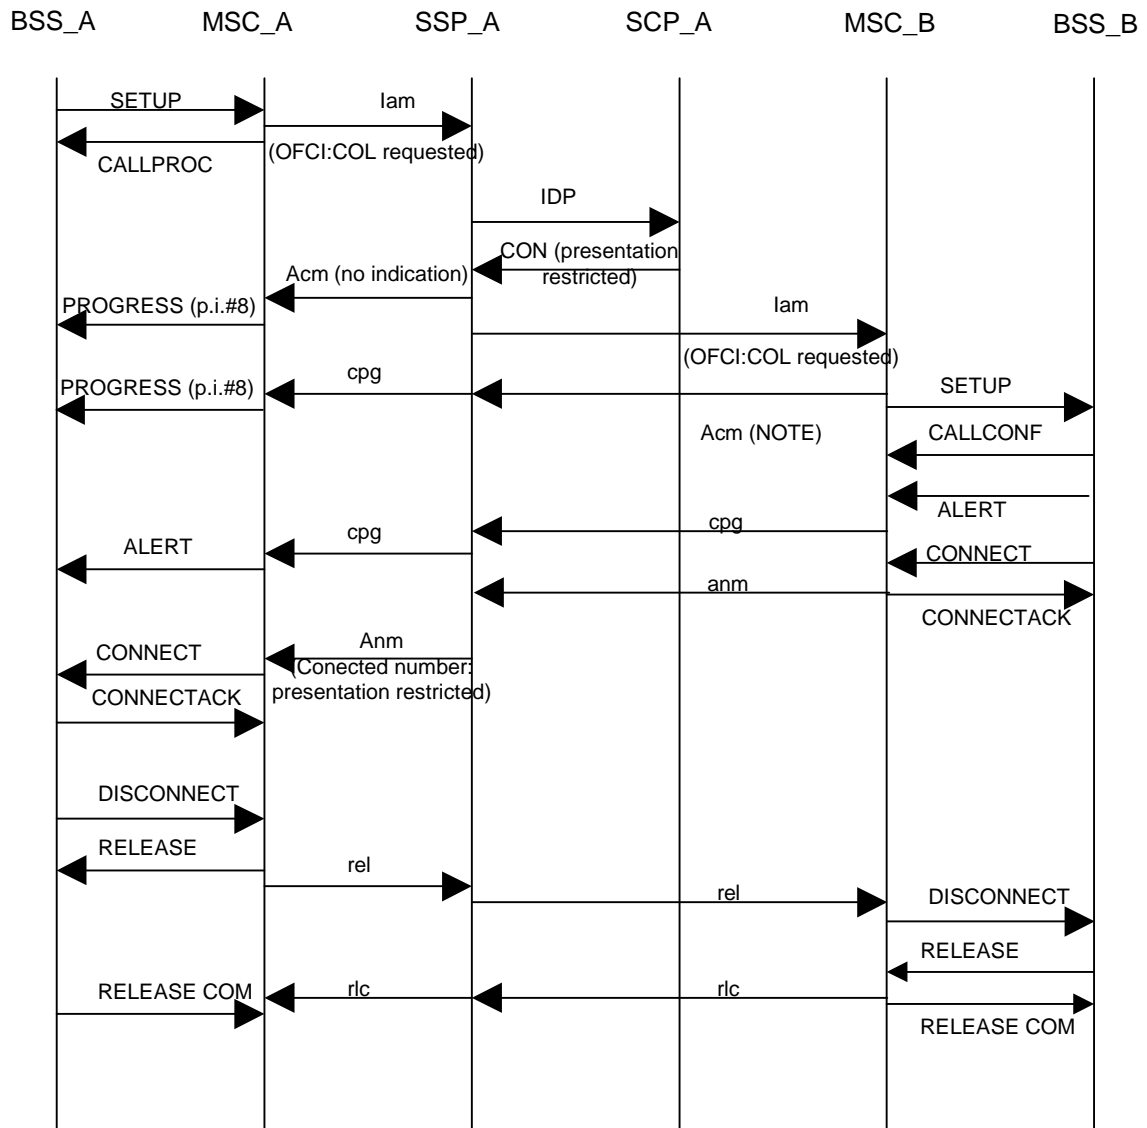 BSS_A MSC_A SSP_A SCP_A MSC_B BSS_B
SETUP Iam
CALLPROC (OFCI:COL requested)
IDP
CON (presentation
restricted)
Acm (no indication)
PROGRESS (p.i.#8) Iam
(OFCI:COL requested)
PROGRESS (p.i.#8) cpg SETUP
Acm (NOTE) CALLCONF
ALERT
ALERT cpg cpg
CONNECT
anm
CONNECTACK
CONNECT Anm
(Conected number:
presentation restricted)
CONNECTACK
DISCONNECT
RELEASE rel
rel DISCONNECT
RELEASE
RELEASE COM rlc rlc
RELEASE COM